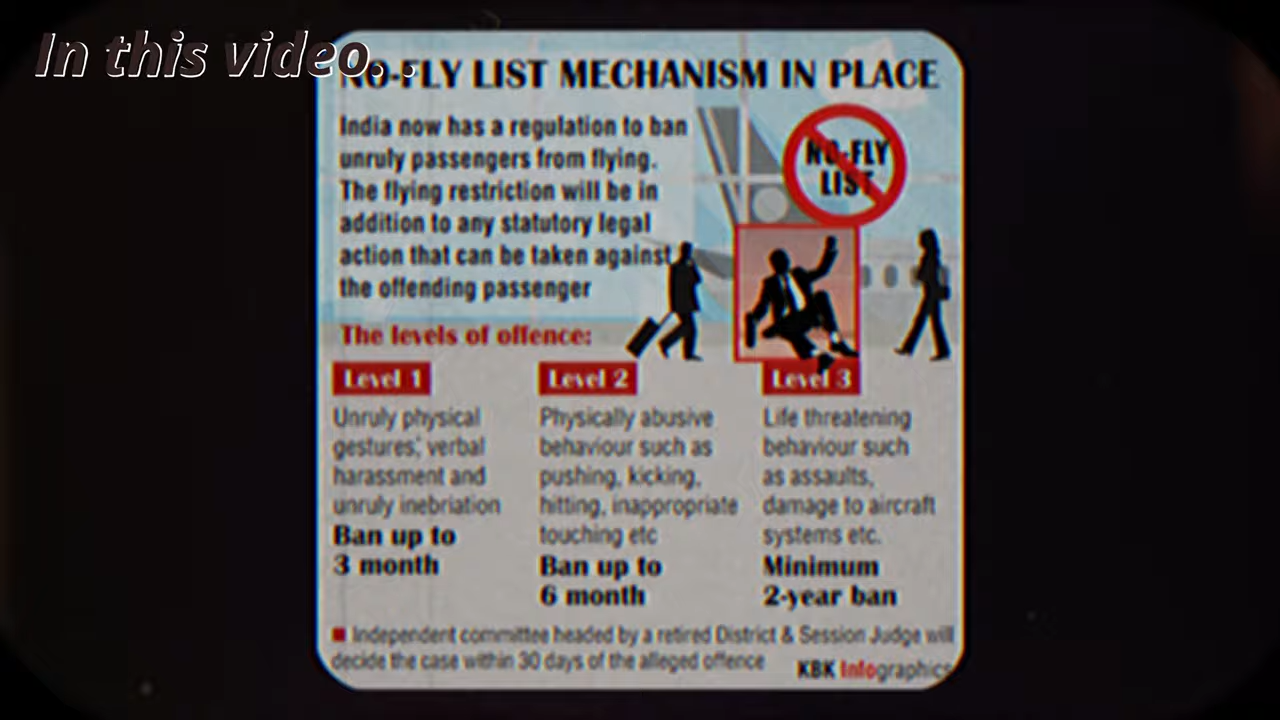 In this video. . .
NO-FLY LIST MECHANISM IN PLACE
India now has a regulation to ban
unruly passengers from flying.
The flying restriction will be in
addition to any statutory legal
action that can be taken against
the offending passenger
NO-FLY
LIST
The levels of offence:
Level 1
Unruly physical
gestures; verbal
harassment and
unruly inebriation
Ban up to
3 month
Level 2
Physically abusive
behaviour such as
pushing, kicking,
hitting, inappropriate
touching etc
Ban up to
6 month
Level 3
Life threatening
behaviour such
as assaults,
damage to aircraft
systems etc.
Minimum
2-year ban
Independent committee headed by a retired District & Session Judge will
decide the case within 30 days of the alleged offence
KBK Infographics